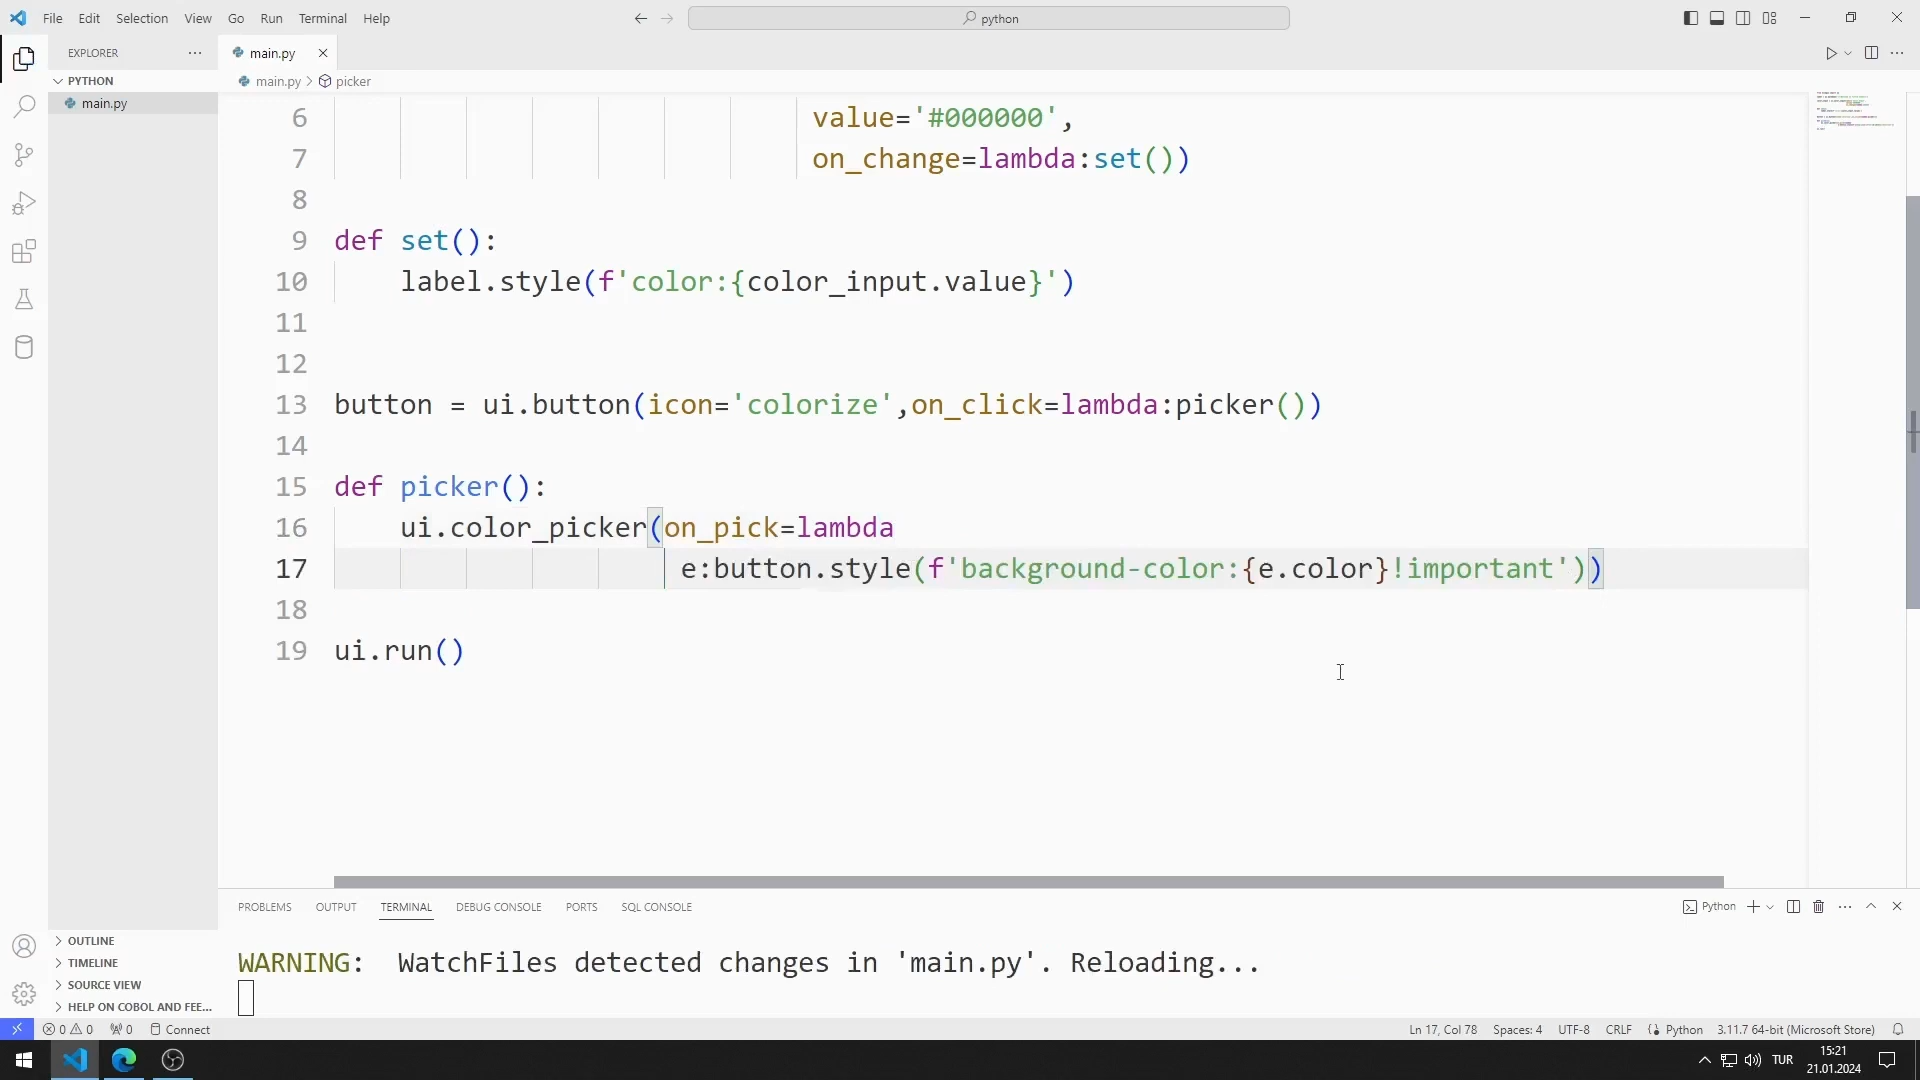 File Edit Selection View Go Run Terminal Help
python
EXPLORER
main.py
PYTHON
main.py > picker
main.py
6 value='#000000',
7 on_change=lambda:set())
8
9 def set():
10 label.style(f'color:{color_input.value}')
11
12
13 button = ui.button(icon='colorize',on_click=lambda:picker())
14
15 def picker():
16 ui.color_picker(on_pick=lambda
17 e:button.style(f'background-color:{e.color}!important'))
18
19 ui.run()
PROBLEMS OUTPUT TERMINAL DEBUG CONSOLE PORTS SQL CONSOLE
Python
OUTLINE
TIMELINE
SOURCE VIEW
HELP ON COBOL AND FEE...
WARNING: WatchFiles detected changes in 'main.py'. Reloading...
0 0 0 Connect
Ln 17, Col 78 Spaces: 4 UTF-8 CRLF Python 3.11.7 64-bit (Microsoft Store)
TUR
15:21
21.01.2024